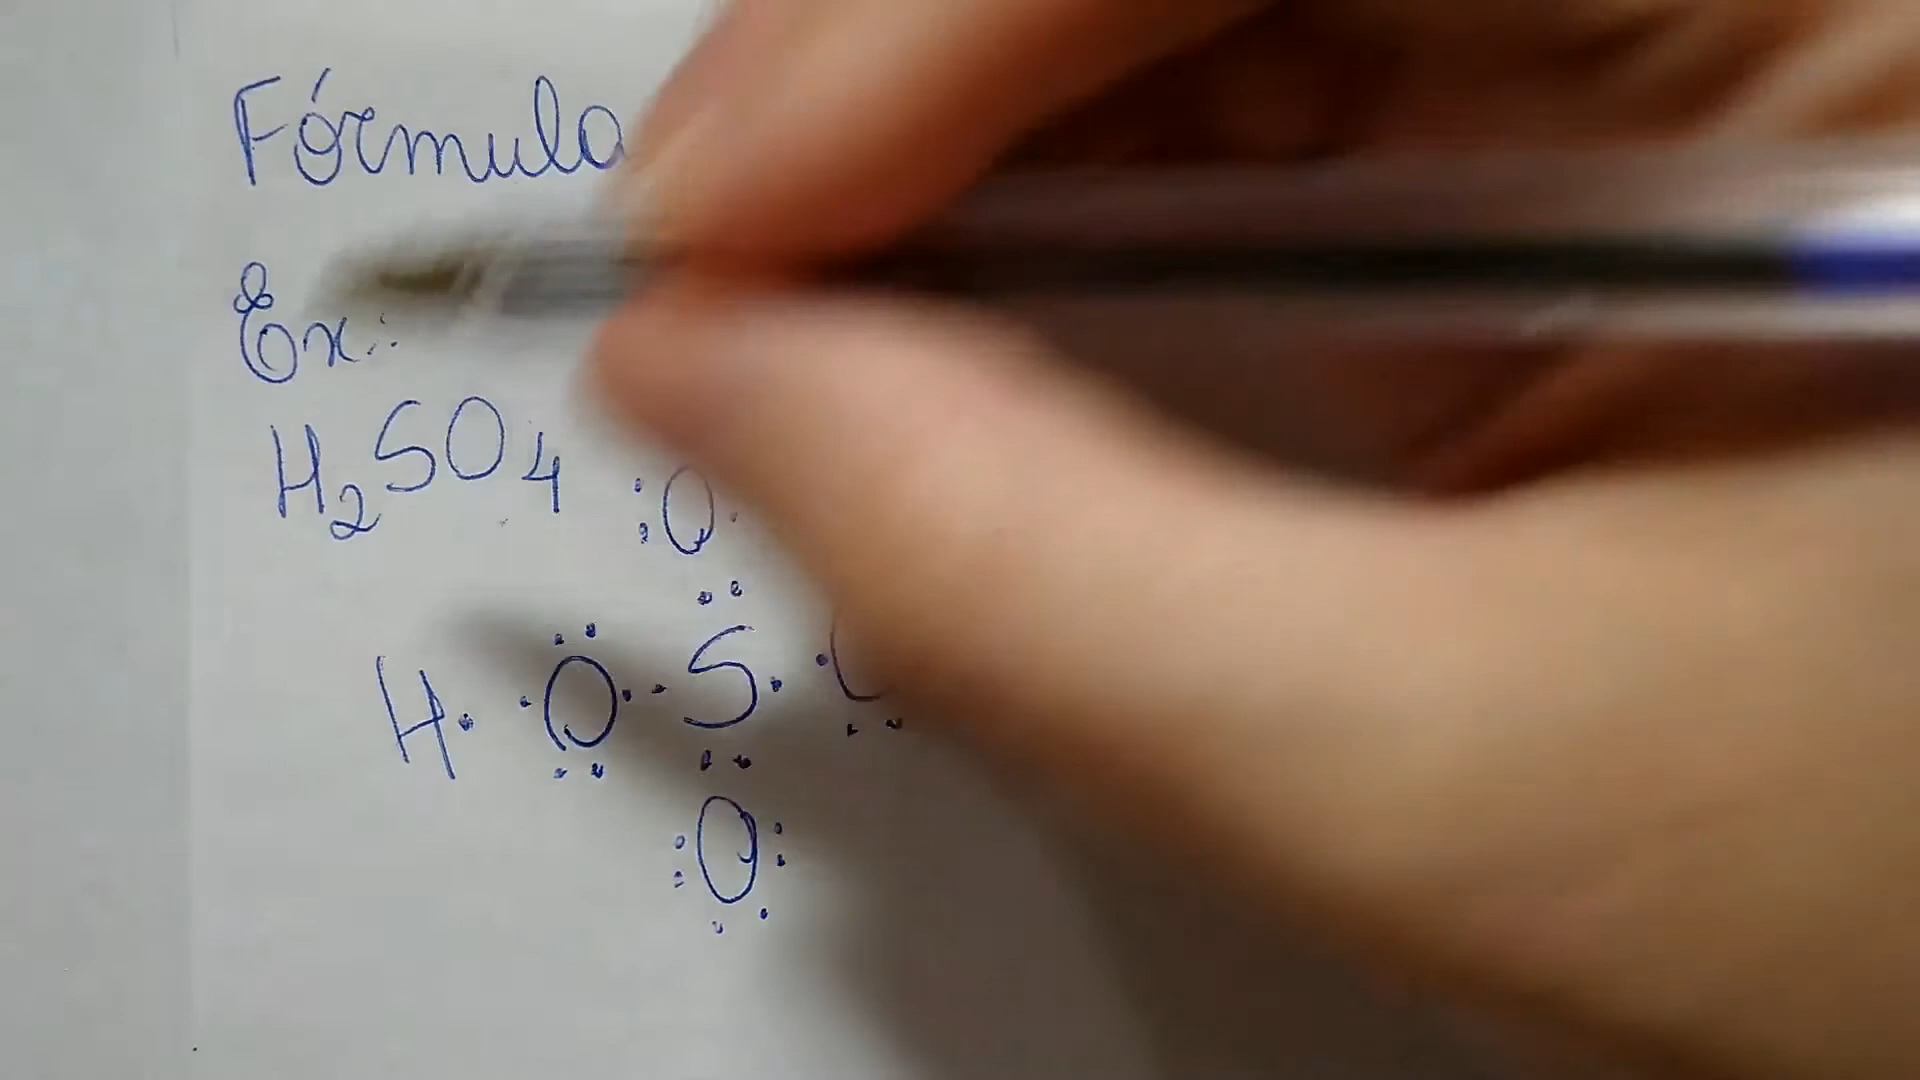 Fórmula
Ex.:
H₂SO₄
:O·
··
H· ·O· ·S· ·
··
:O:
··